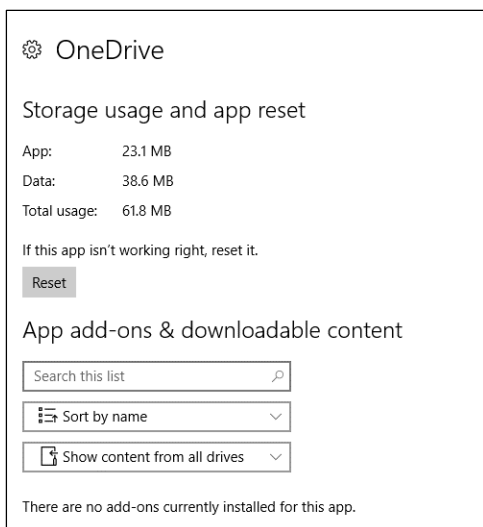 OneDrive
Storage usage and app reset
App: 23.1 MB
Data: 38.6 MB
Total usage: 61.8 MB
If this app isn't working right, reset it.
Reset
App add-ons & downloadable content
Search this list
Sort by name
Show content from all drives
There are no add-ons currently installed for this app.